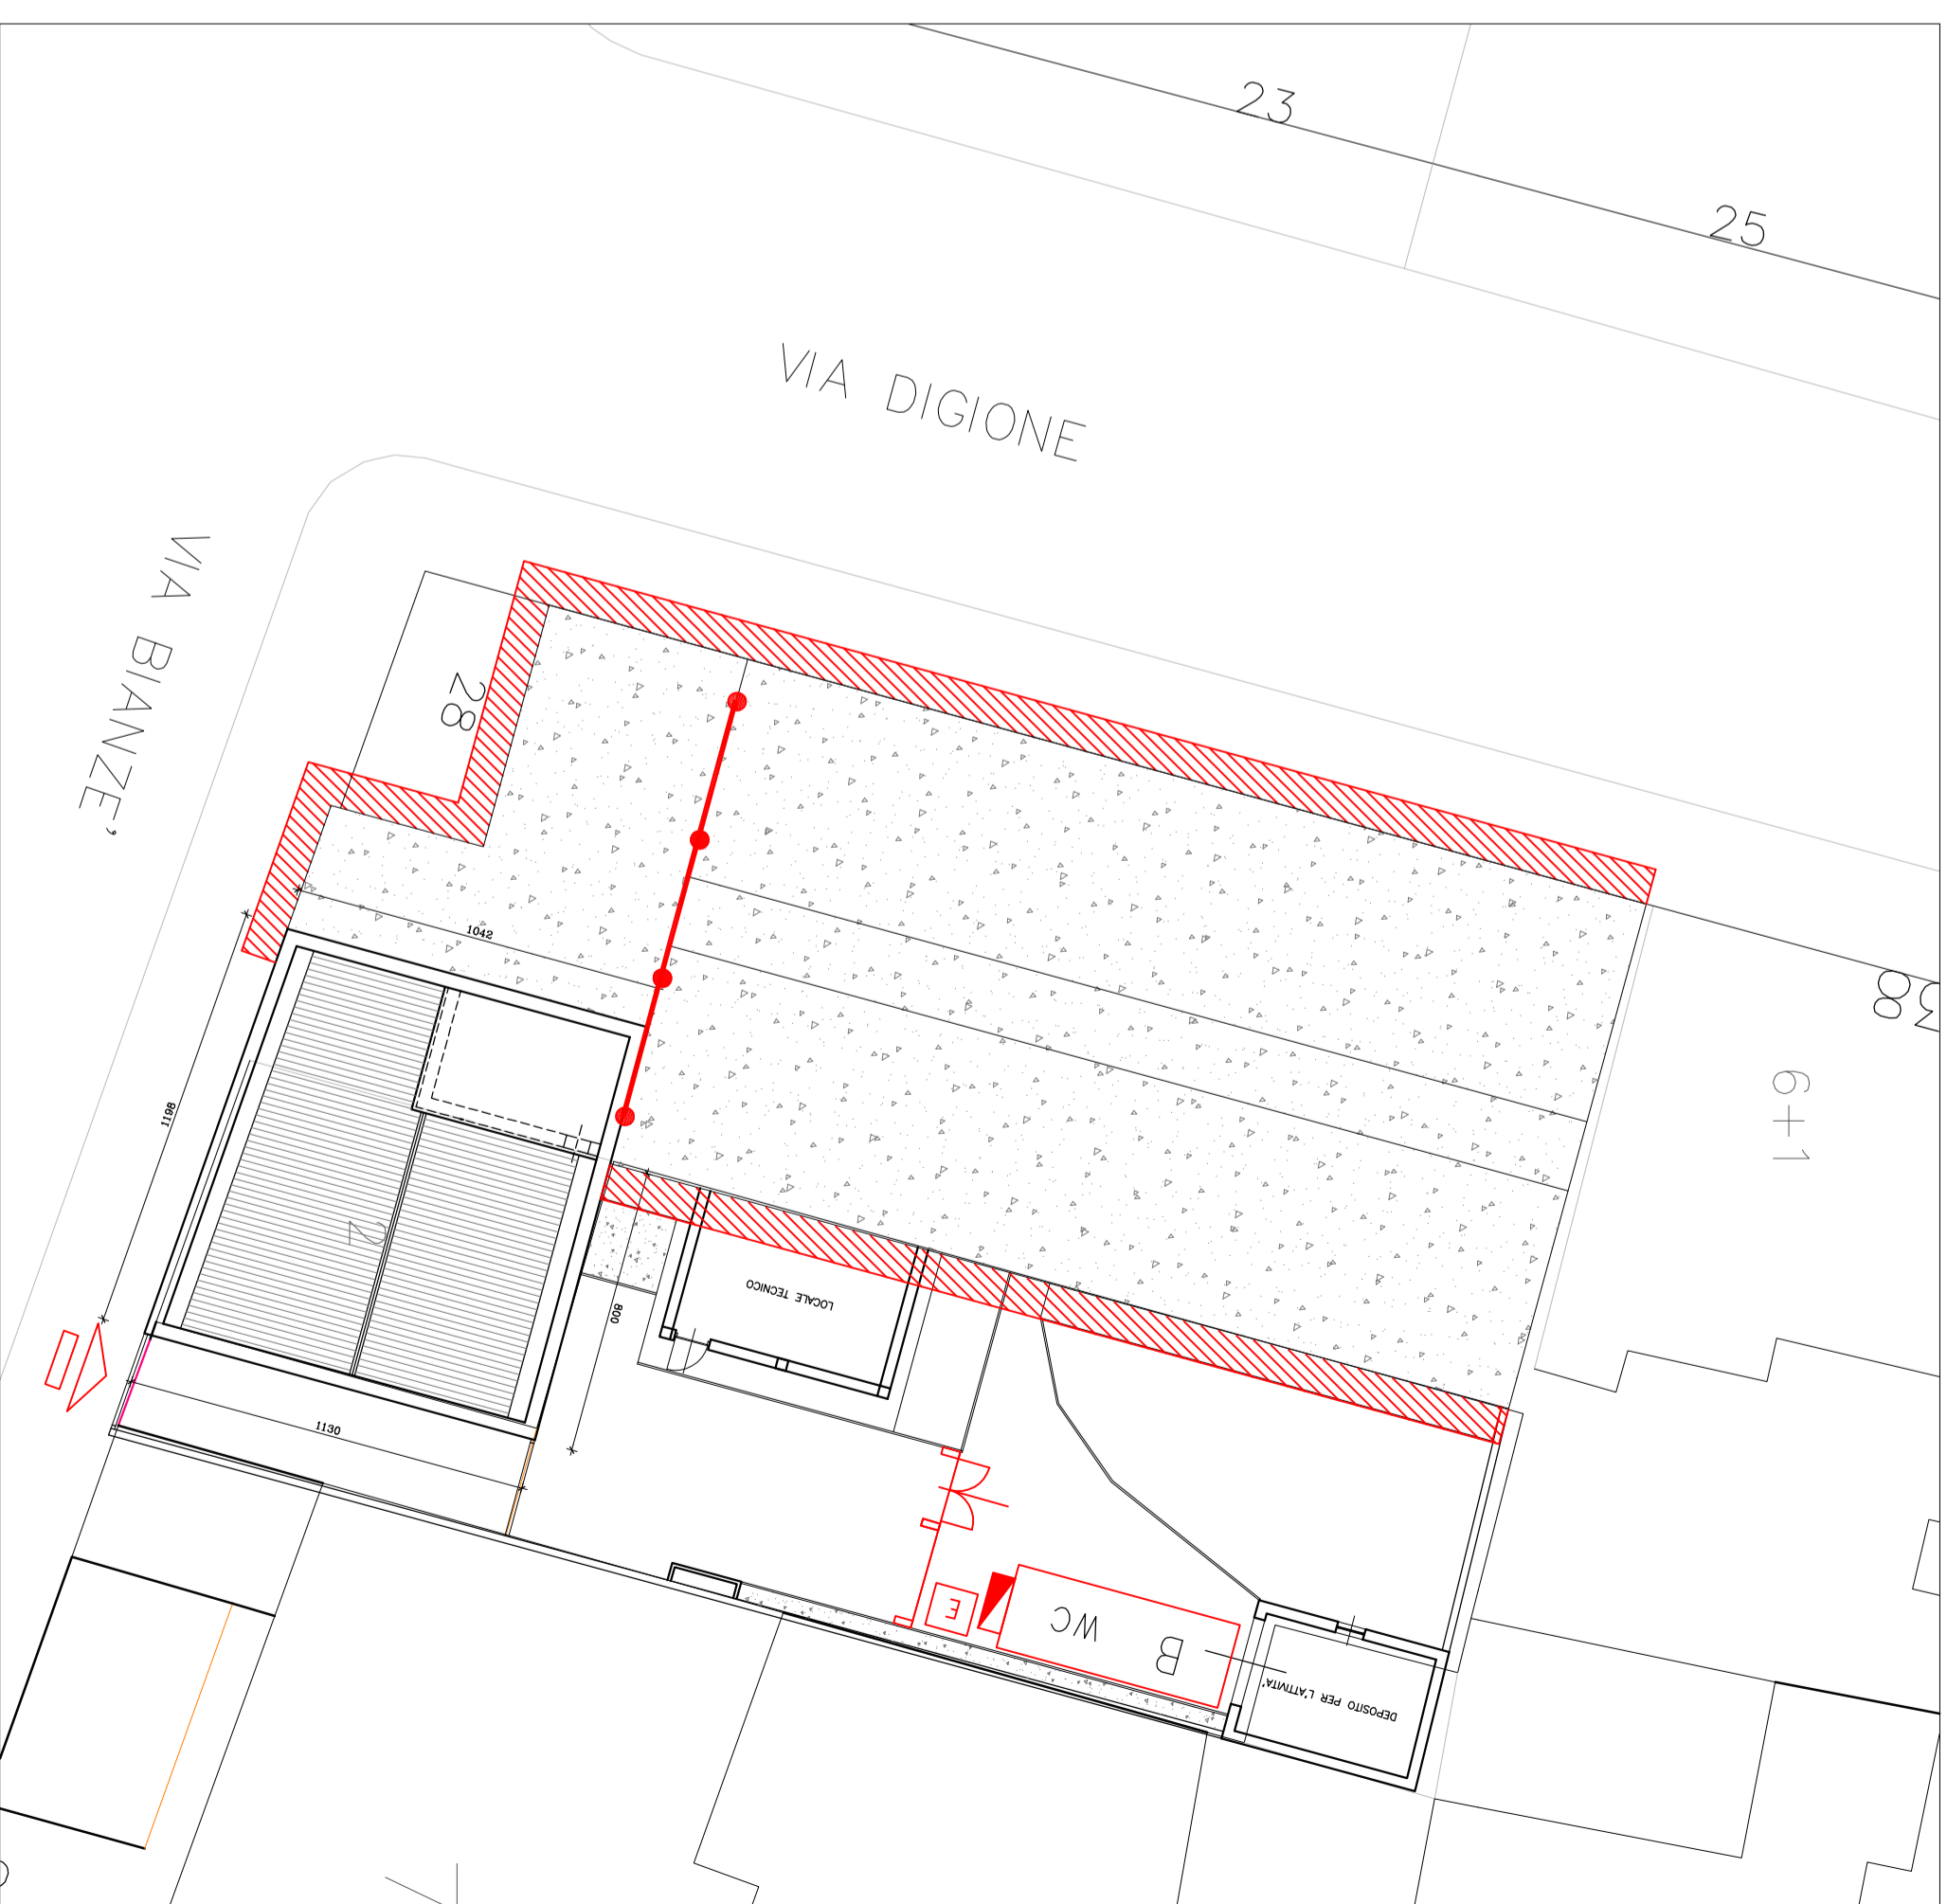 23
25
VIA DIGIONE
VIA BIANZE'
28
1042
38
6+1
1198
2
LOCALE TECNICO
800
1130
E
WC
B
DEPOSITO PER L'ATTIVITA'